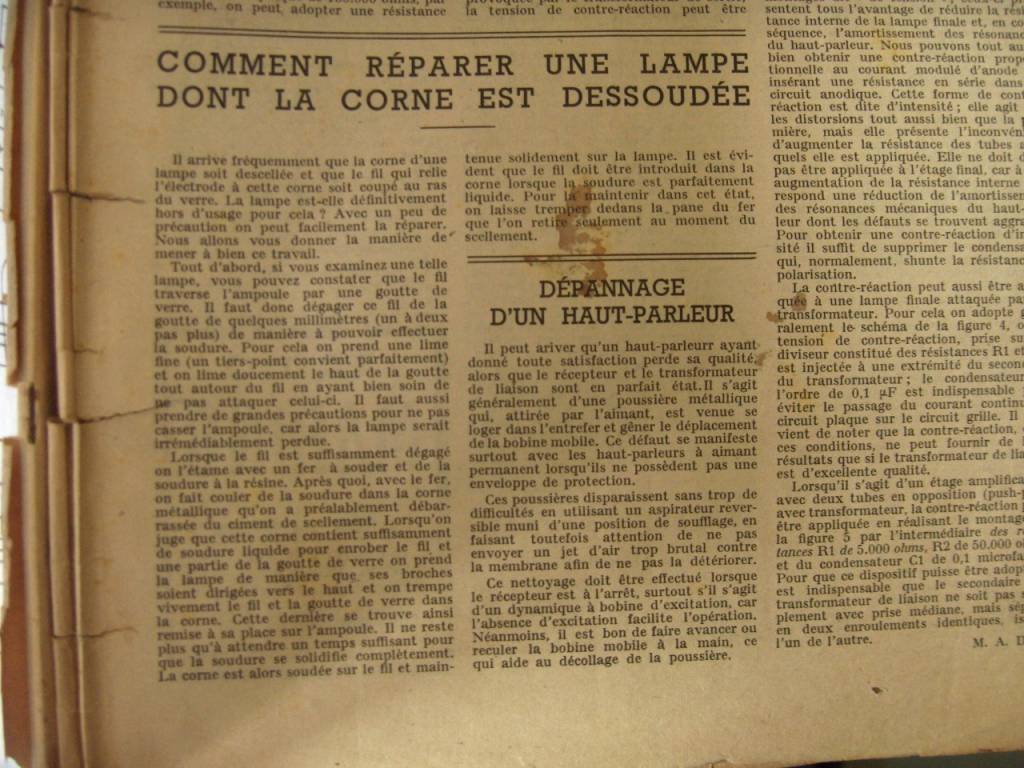 exemple, on peut adopter une résistance
la tension de contre-réaction peut être
COMMENT RÉPARER UNE LAMPE
DONT LA CORNE EST DESSOUDÉE
Il arrive fréquemment que la corne d'une
lampe soit descellée et que le fil qui relie
l'électrode à cette corne soit coupé au ras
du verre. La lampe est-elle définitivement
hors d'usage pour cela ? Avec un peu de
précaution on peut facilement la réparer.
Nous allons vous donner la manière de
mener à bien ce travail.
Tout d'abord, si vous examinez une telle
lampe, vous pouvez constater que le fil
traverse l'ampoule par une goutte de
verre. Il faut donc dégager ce fil de la
goutte de quelques millimètres (un à deux
pas plus) de manière à pouvoir effectuer
la soudure. Pour cela on prend une lime
fine (un tiers-point convient parfaitement)
et on lime doucement le haut de la goutte
tout autour du fil en ayant bien soin de
ne pas attaquer celui-ci. Il faut aussi
prendre de grandes précautions pour ne pas
casser l'ampoule, car alors la lampe serait
irrémédiablement perdue.
Lorsque le fil est suffisamment dégagé
on l'étame avec un fer à souder et de la
soudure à la résine. Après quoi, avec le fer,
on fait couler de la soudure dans la corne
métallique qu'on a préalablement débar-
rassée du ciment de scellement. Lorsqu'on
juge que cette corne contient suffisamment
de soudure liquide pour enrober le fil et
une partie de la goutte de verre on prend
la lampe de manière que ses broches
soient dirigées vers le haut et on trempe
vivement le fil et la goutte de verre dans
la corne. Cette dernière se trouve ainsi
remise à sa place sur l'ampoule. Il ne reste
plus qu'à attendre un temps suffisant pour
que la soudure se solidifie complètement.
La corne est alors soudée sur le fil et main-
tenue solidement sur la lampe. Il est évi-
dent que le fil doit être introduit dans la
corne lorsque la soudure est parfaitement
liquide. Pour la maintenir dans cet état,
on laisse tremper dedans la pane du fer
que l'on retire seulement au moment du
scellement.
DÉPANNAGE
D'UN HAUT-PARLEUR
Il peut ariver qu'un haut-parleurr ayant
donné toute satisfaction perde sa qualité,
alors que le récepteur et le transformateur
de liaison sont en parfait état. Il s'agit
généralement d'une poussière métallique
qui, attirée par l'aimant, est venue se
loger dans l'entrefer et gêner le déplacement
de la bobine mobile. Ce défaut se manifeste
surtout avec les haut-parleurs à aimant
permanent lorsqu'ils ne possèdent pas une
enveloppe de protection.
Ces poussières disparaissent sans trop de
difficultés en utilisant un aspirateur rever-
sible muni d'une position de soufflage, en
faisant toutefois attention de ne pas
envoyer un jet d'air trop brutal contre
la membrane afin de ne pas la détériorer.
Ce nettoyage doit être effectué lorsque
le récepteur est à l'arrêt, surtout s'il s'agit
d'un dynamique à bobine d'excitation, car
l'absence d'excitation facilite l'opération.
Néanmoins, il est bon de faire avancer ou
reculer la bobine mobile à la main, ce
qui aide au décollage de la poussière.
sentent tous l'avantage de réduire la rési
tance interne de la lampe finale et, en co
séquence, l'amortissement des résonanc
du haut-parleur. Nous pouvons tout au
bien obtenir une contre-réaction propo
tionnelle au courant modulé d'anode
insérant une résistance en série dans
circuit anodique. Cette forme de cont
réaction est dite d'intensité ; elle agit
les distorsions tout aussi bien que la p
mière, mais elle présente l'inconvén
d'augmenter la résistance des tubes a
quels elle est appliquée. Elle ne doit d
pas être appliquée à l'étage final, car à
augmentation de la résistance interne
respond une réduction de l'amortissem
des résonances mécaniques du haut-
leur dont les défauts se trouvent aggra
Pour obtenir une contre-réaction d'in
sité il suffit de supprimer le condensa
qui, normalement, shunte la résistanc
polarisation.
La contre-réaction peut aussi être a
quée à une lampe finale attaquée pa
transformateur. Pour cela on adopte g
ralement le schéma de la figure 4, o
tension de contre-réaction, prise su
diviseur constitué des résistances R1 et
est injectée à une extrémité du second
du transformateur ; le condensateur
l'ordre de 0,1 µF est indispensable
éviter le passage du courant continu
circuit plaque sur le circuit grille. Il
vient de noter que la contre-réaction,
ces conditions, ne peut fournir de
résultats que si le transformateur de lia
est d'excellente qualité.
Lorsqu'il s'agit d'un étage amplifica
avec deux tubes en opposition (push-p
avec transformateur, la contre-réaction
être appliquée en réalisant le montag
la figure 5 par l'intermédiaire des r
tances R1 de 5.000 ohms, R2 de 50.000 o
et du condensateur C1 de 0,1 microfa
Pour que ce dispositif puisse être adop
est indispensable que le secondaire
transformateur de liaison ne soit pas s
plement avec prise médiane, mais sép
en deux enroulements identiques, is
l'un de l'autre.
M. A. D